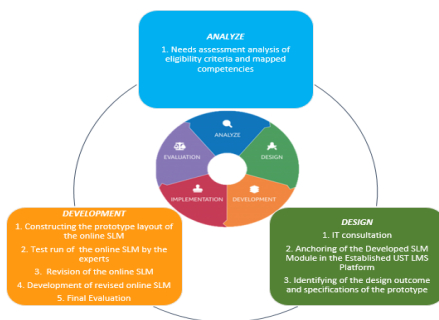 ANALYZE
1. Needs assessment analysis of
eligibility criteria and mapped
competencies
ANALYZE
EVALUATION
DESIGN
IMPLEMENTATION
DEVELOPMENT
DEVELOPMENT
1. Constructing the prototype layout of
the online SLM
2. Test run of the online SLM by the
experts
3. Revision of the online SLM
4. Development of revised online SLM
5. Final Evaluation
DESIGN
1. IT consultation
2. Anchoring of the Developed SLM
Module in the Established UST LMS
Platform
3. Identifying of the design outcome
and specifications of the prototype